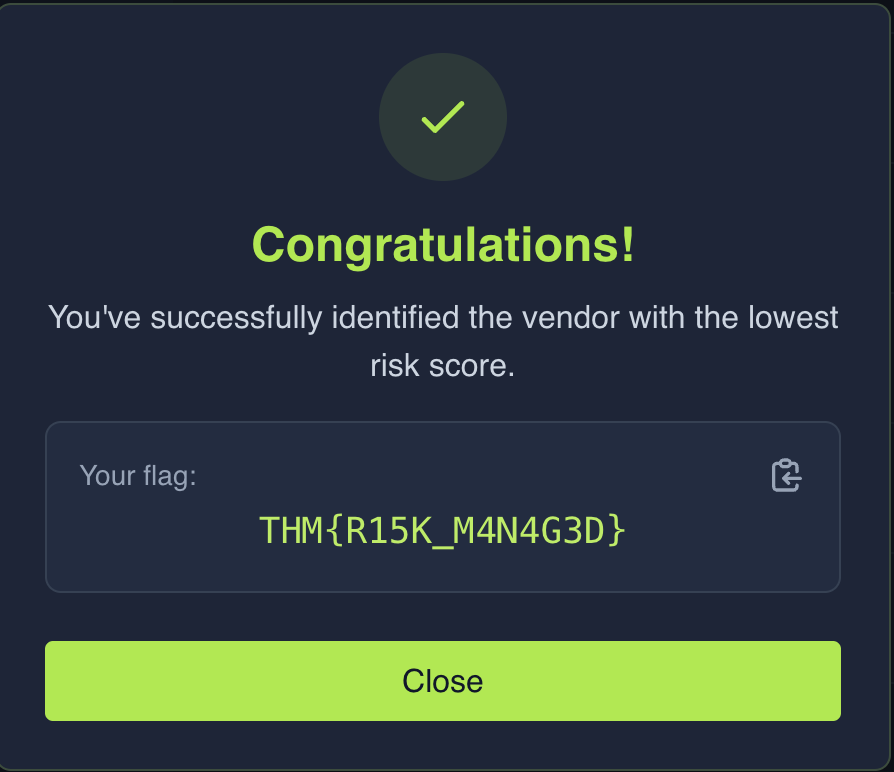 Congratulations!
You've successfully identified the vendor with the lowest
risk score.
Your flag:
THM{R15K_M4N4G3D}
Close